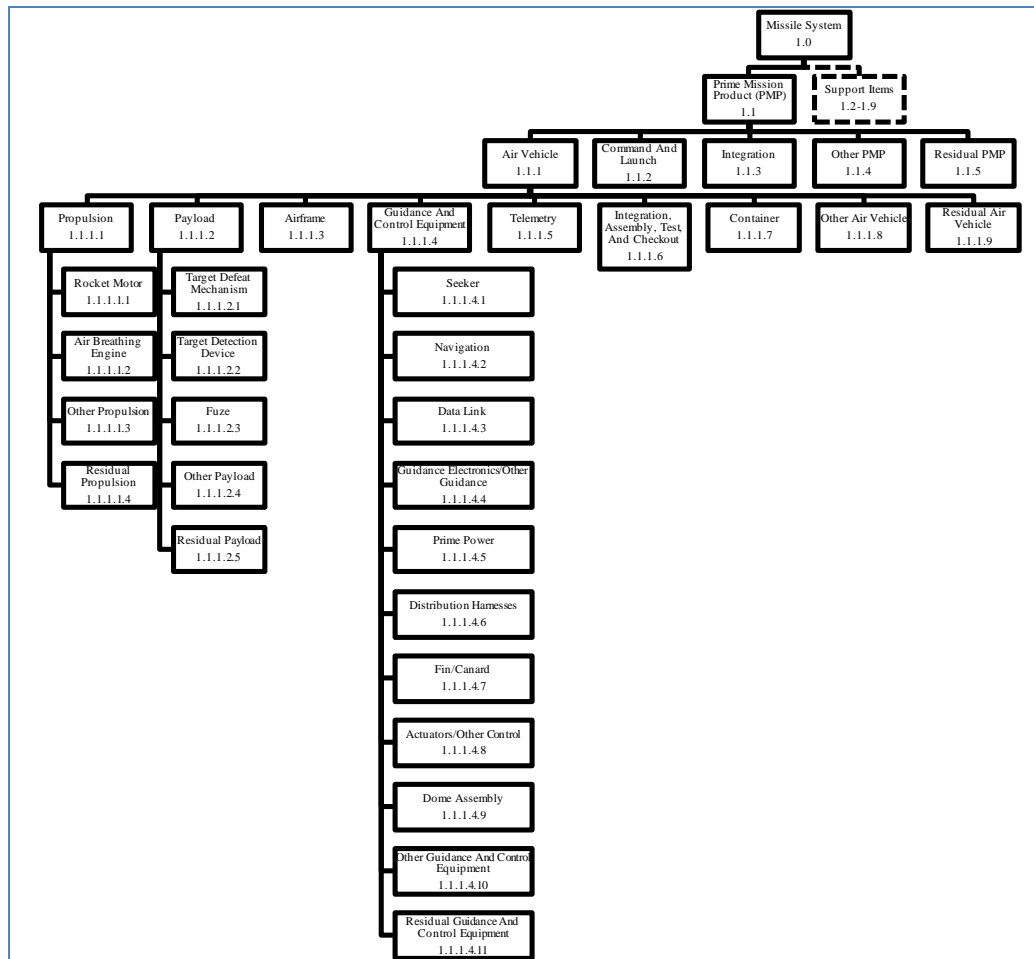 Missile System
1.0
Prime Mission
Product (PMP)
1.1
Support Items
1.2-1.9
Air Vehicle
1.1.1
Command And
Launch
1.1.2
Integration
1.1.3
Other PMP
1.1.4
Residual PMP
1.1.5
Propulsion
1.1.1.1
Payload
1.1.1.2
Airframe
1.1.1.3
Guidance And
Control Equipment
1.1.1.4
Telemetry
1.1.1.5
Integration,
Assembly, Test,
And Checkout
1.1.1.6
Container
1.1.1.7
Other Air Vehicle
1.1.1.8
Residual Air
Vehicle
1.1.1.9
Rocket Motor
1.1.1.1.1
Air Breathing
Engine
1.1.1.1.2
Other Propulsion
1.1.1.1.3
Residual
Propulsion
1.1.1.1.4
Target Defeat
Mechanism
1.1.1.2.1
Target Detection
Device
1.1.1.2.2
Fuze
1.1.1.2.3
Other Payload
1.1.1.2.4
Residual Payload
1.1.1.2.5
Seeker
1.1.1.4.1
Navigation
1.1.1.4.2
Data Link
1.1.1.4.3
Guidance Electronics/Other
Guidance
1.1.1.4.4
Prime Power
1.1.1.4.5
Distribution Harnesses
1.1.1.4.6
Fin/Canard
1.1.1.4.7
Actuators/Other Control
1.1.1.4.8
Dome Assembly
1.1.1.4.9
Other Guidance And Control
Equipment
1.1.1.4.10
Residual Guidance And
Control Equipment
1.1.1.4.11